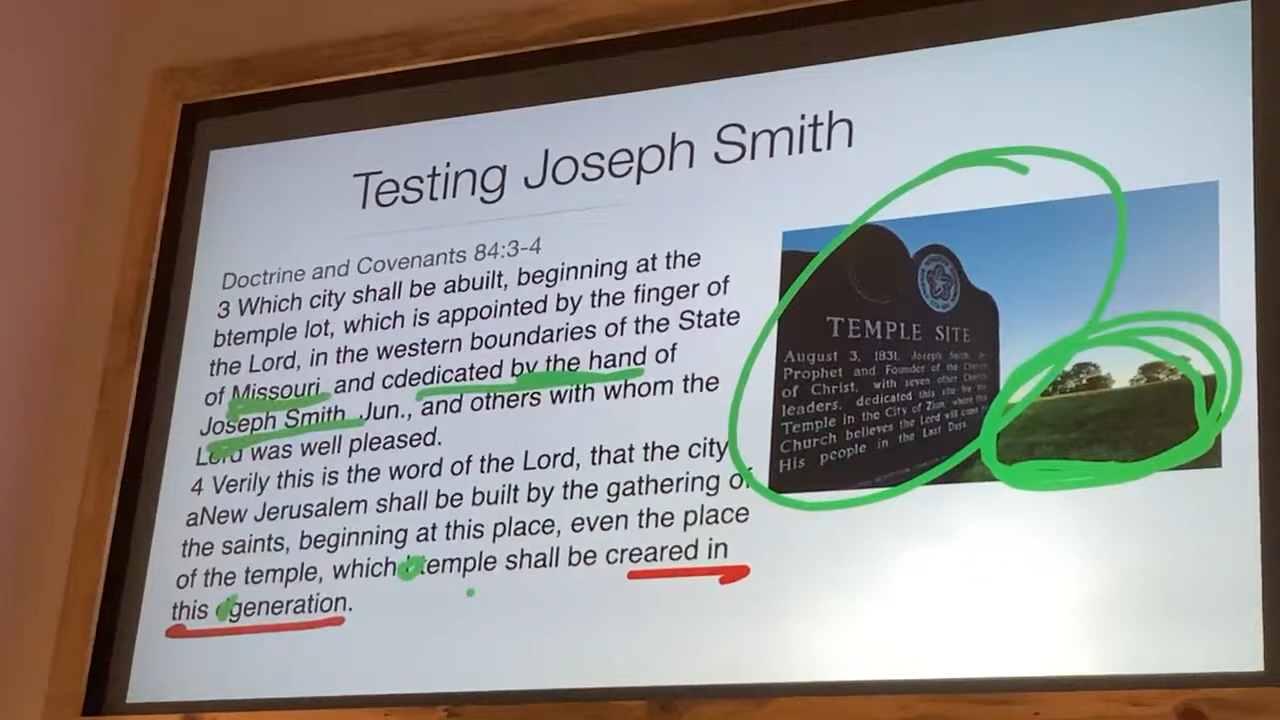 Testing Joseph Smith
Doctrine and Covenants 84:3-4
3 Which city shall be abuilt, beginning at the
btemple lot, which is appointed by the finger of
the Lord, in the western boundaries of the State
of Missouri and cdedicated by the hand of
Joseph Smith Jun., and others with whom the
Lord was well pleased.
4 Verily this is the word of the Lord, that the city
aNew Jerusalem shall be built by the gathering of
the saints, beginning at this place, even the place
of the temple, which temple shall be creared in
this generation.
TEMPLE SITE
August 3, 1831, Joseph Smith, Jr.
Prophet and Founder of the Church
of Christ, with seven other Church
leaders, dedicated this site for the
Temple in the City of Zion, where the
Church believes the Lord will come to
His people in the Last Days.